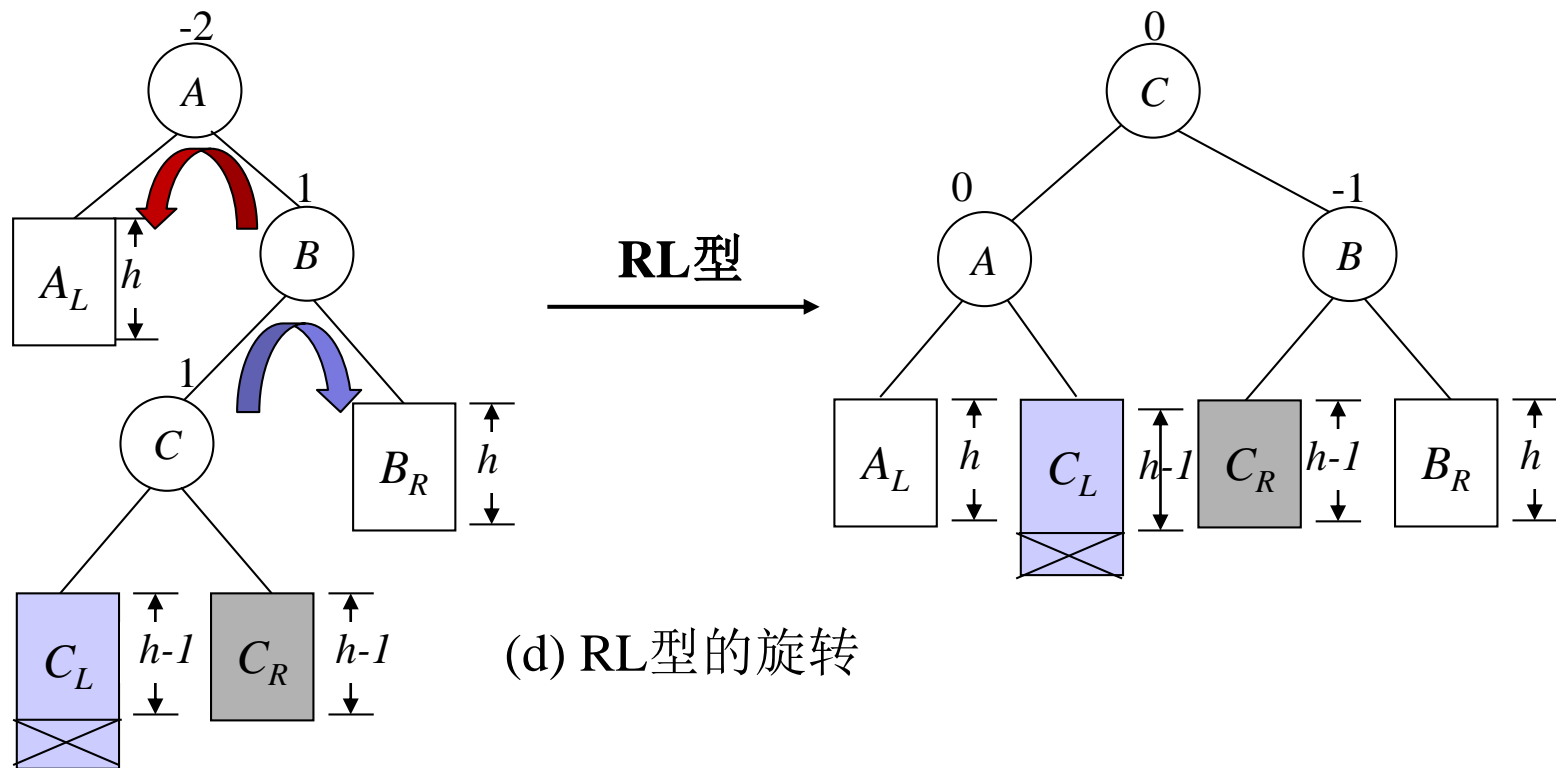 -2
0
A
C
1
0
-1
B
A
B
RL型
A_L
h
1
C
B_R
h
A_L
h
C_L
h-1
C_R
h-1
B_R
h
C_L
h-1
C_R
h-1
(d) RL型的旋转